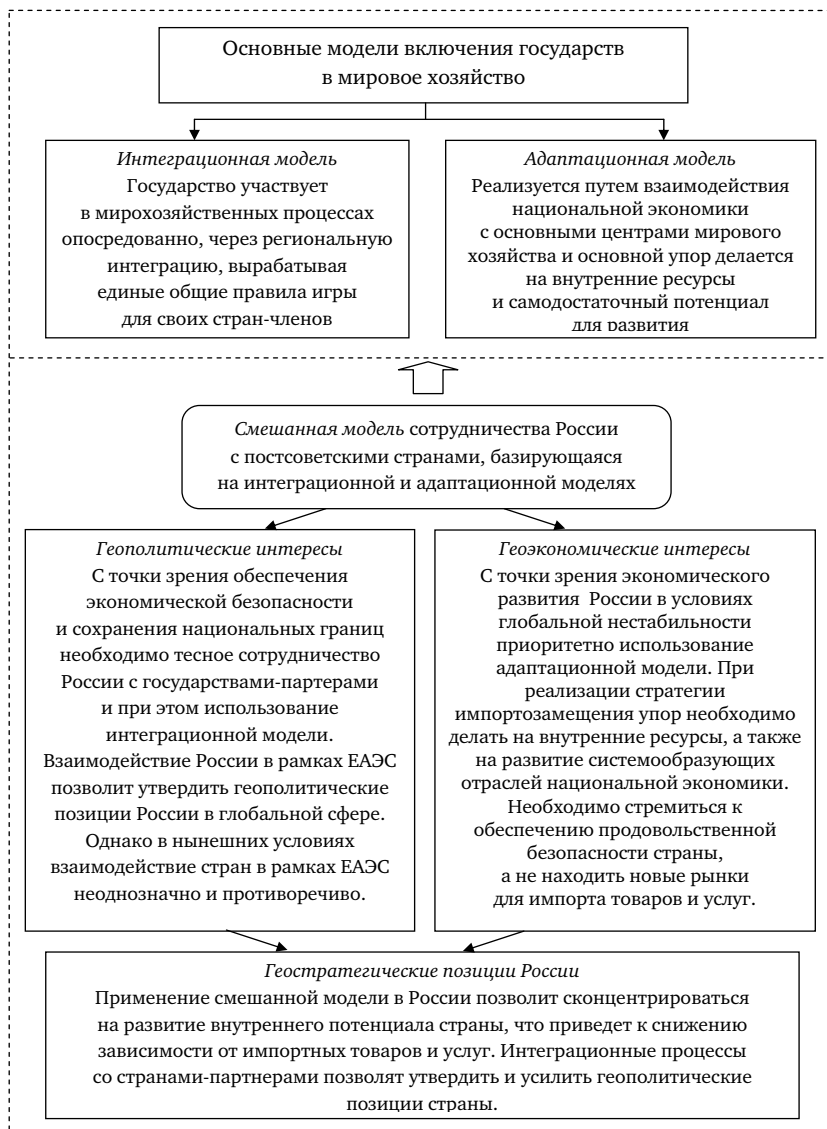 Основные модели включения государств
в мировое хозяйство
Интеграционная модель
Государство участвует
в мирохозяйственных процессах
опосредованно, через региональную
интеграцию, вырабатывая
единые общие правила игры
для своих стран-членов
Адаптационная модель
Реализуется путем взаимодействия
национальной экономики
с основными центрами мирового
хозяйства и основной упор делается
на внутренние ресурсы
и самодостаточный потенциал
для развития
Смешанная модель сотрудничества России
с постсоветскими странами, базирующаяся
на интеграционной и адаптационной моделях
Геополитические интересы
С точки зрения обеспечения
экономической безопасности
и сохранения национальных границ
необходимо тесное сотрудничество
России с государствами-партерами
и при этом использование
интеграционной модели.
Взаимодействие России в рамках ЕАЭС
позволит утвердить геополитические
позиции России в глобальной сфере.
Однако в нынешних условиях
взаимодействие стран в рамках ЕАЭС
неоднозначно и противоречиво.
Геоэкономические интересы
С точки зрения экономического
развития России в условиях
глобальной нестабильности
приоритетно использование
адаптационной модели. При
реализации стратегии
импортозамещения упор необходимо
делать на внутренние ресурсы, а также
на развитие системообразующих
отраслей национальной экономики.
Необходимо стремиться к
обеспечению продовольственной
безопасности страны,
а не находить новые рынки
для импорта товаров и услуг.
Геостратегические позиции России
Применение смешанной модели в России позволит сконцентрироваться
на развитие внутреннего потенциала страны, что приведет к снижению
зависимости от импортных товаров и услуг. Интеграционные процессы
со странами-партнерами позволят утвердить и усилить геополитические
позиции страны.